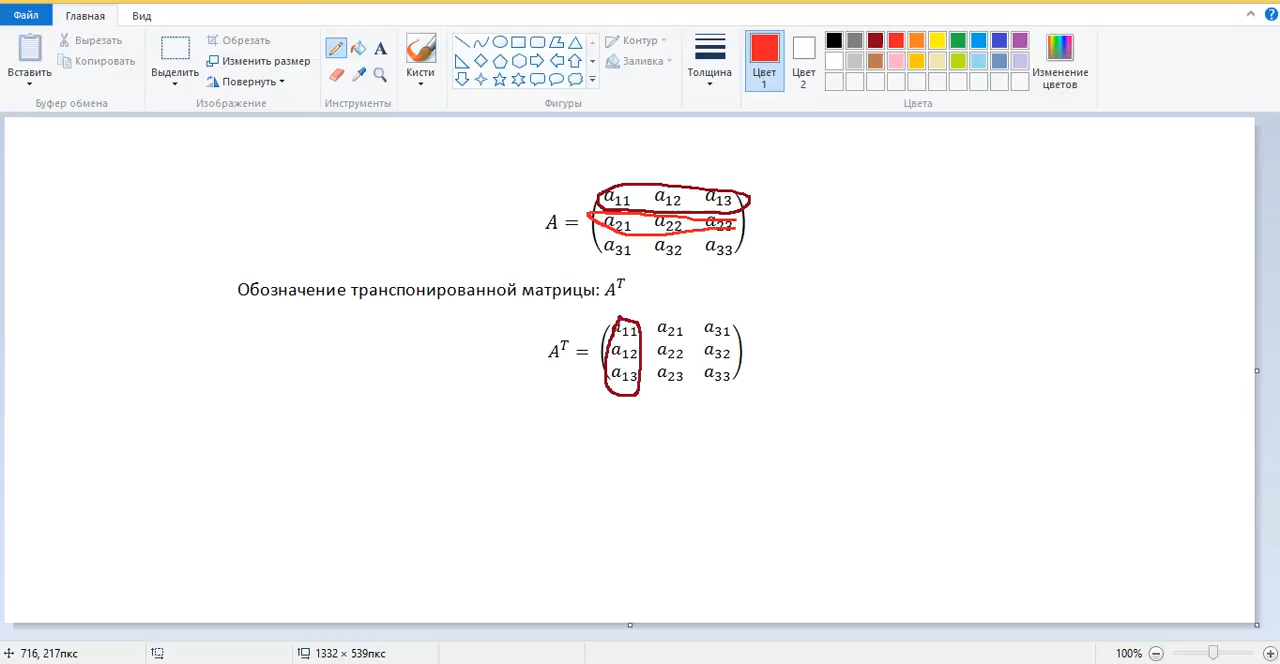 Файл Главная Вид
Вставить Вырезать Копировать
Буфер обмена
Выделить Обрезать Изменить размер Повернуть
Изображение
A
Инструменты
Кисти
Контур Заливка
Фигуры
Толщина
Цвет 1 Цвет 2
Изменение цветов
Цвета
a11 a12 a13
A = a21 a22 a23
a31 a32 a33
Обозначение транспонированной матрицы: A^T
a11 a21 a31
A^T = a12 a22 a32
a13 a23 a33
716, 217пкс 1332 × 539пкс 100%